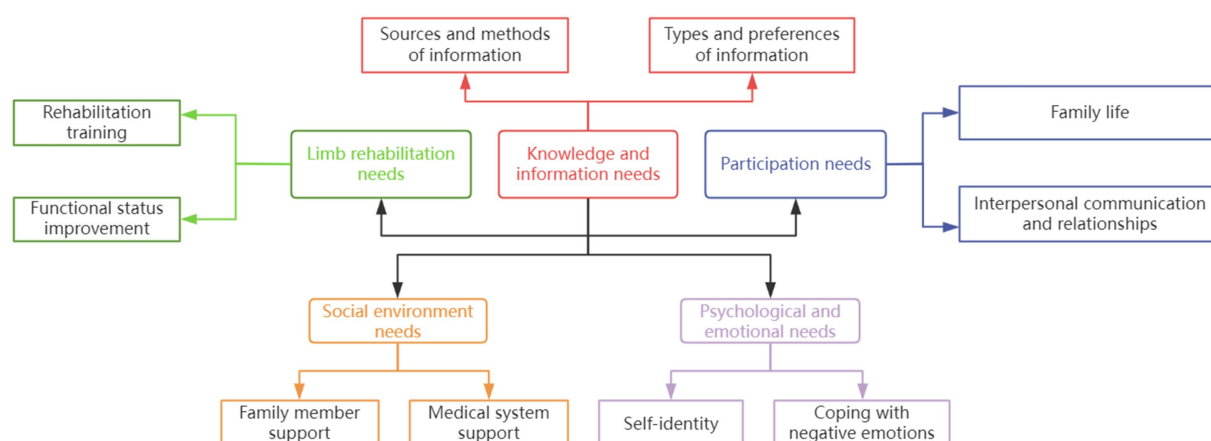 Sources and methods
of information
Types and preferences
of information
Rehabilitation
training
Family life
Limb rehabilitation
needs
Knowledge and
information needs
Participation needs
Functional status
improvement
Interpersonal communication
and relationships
Social environment
needs
Psychological and
emotional needs
Family member
support
Medical system
support
Self-identity
Coping with
negative emotions